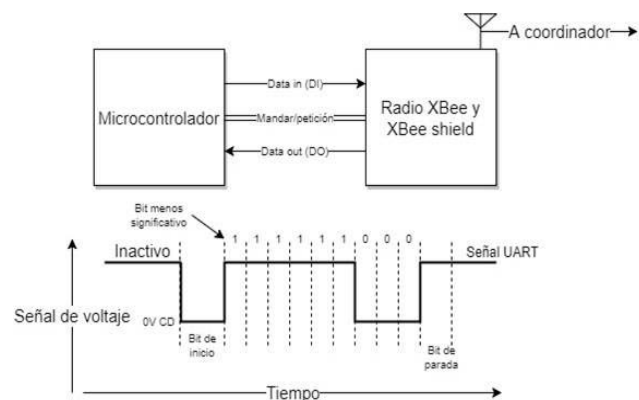 A coordinador
Microcontrolador
Data in (DI)
Mandar/petición
Data out (DO)
Radio XBee y
XBee shield
Bit menos
significativo
1 1 1 1 1 1 0 0 0
Inactivo
Señal UART
Señal de voltaje
0V CD
Bit de
inicio
Bit de
parada
Tiempo